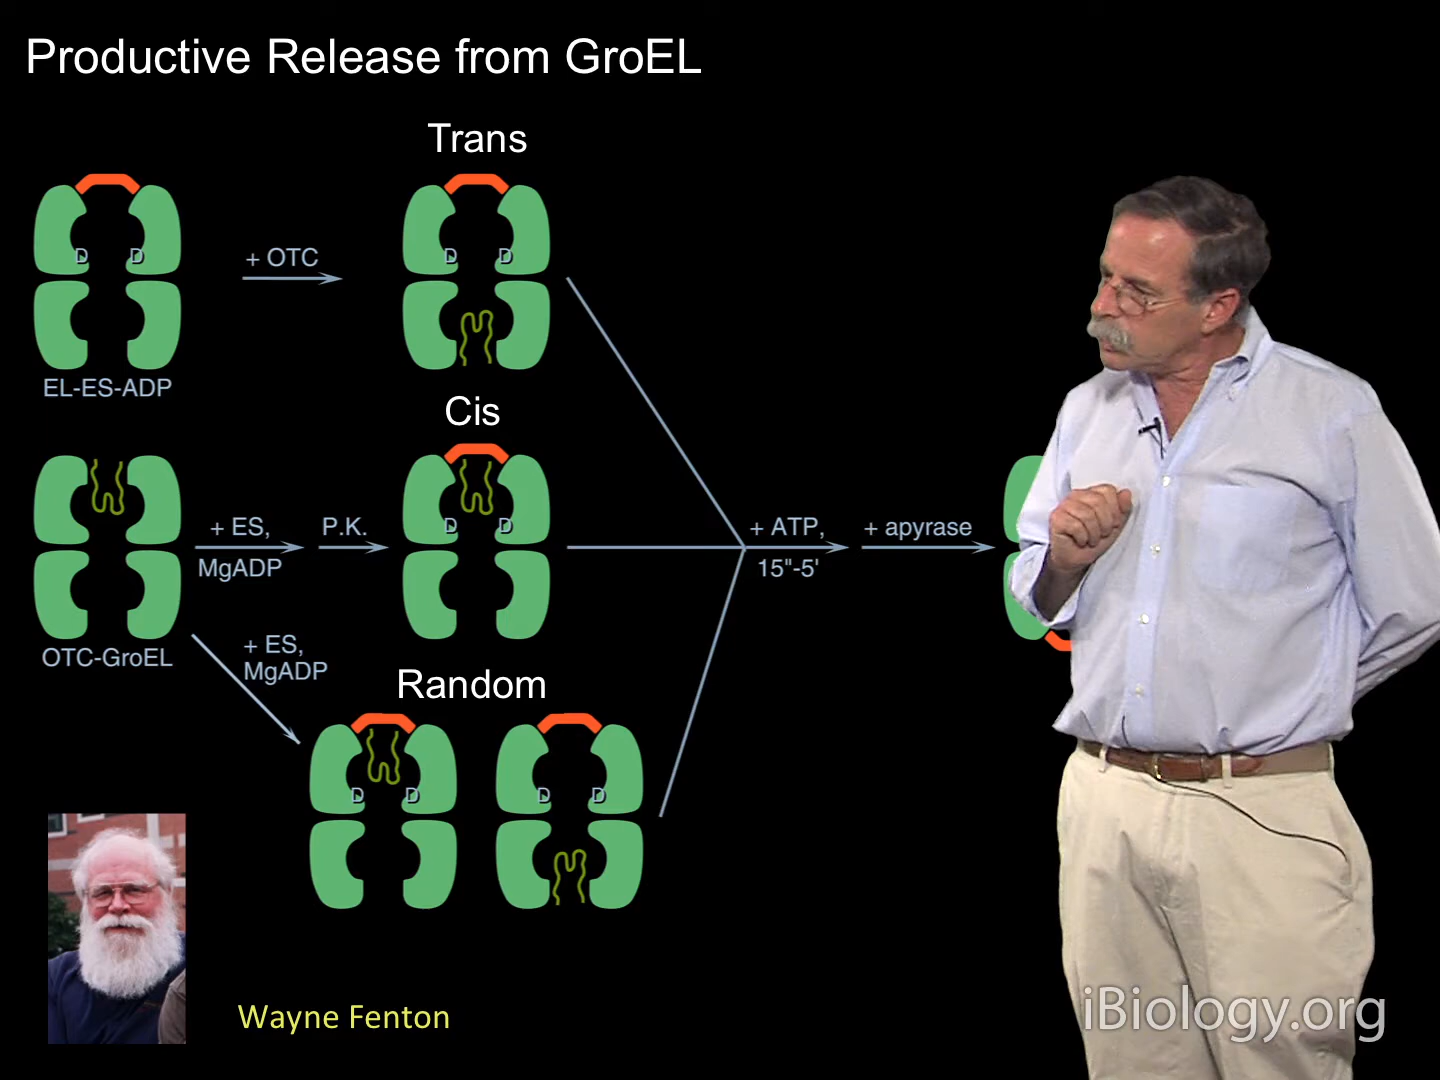 Productive Release from GroEL
Trans
D D
+ OTC
D D
EL-ES-ADP
Cis
+ ES,
MgADP
P.K.
D D
+ ATP,
15"-5'
+ apyrase
OTC-GroEL
+ ES,
MgADP
Random
D D
D D
Wayne Fenton
iBiology.org